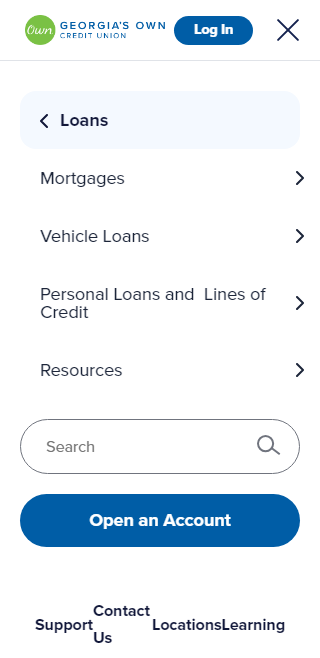 Own
GEORGIA'S OWN
CREDIT UNION
Log In
Loans
Mortgages
Vehicle Loans
Personal Loans and  Lines of
Credit
Resources
Search
Open an Account
Support
Contact
Us
Locations
Learning